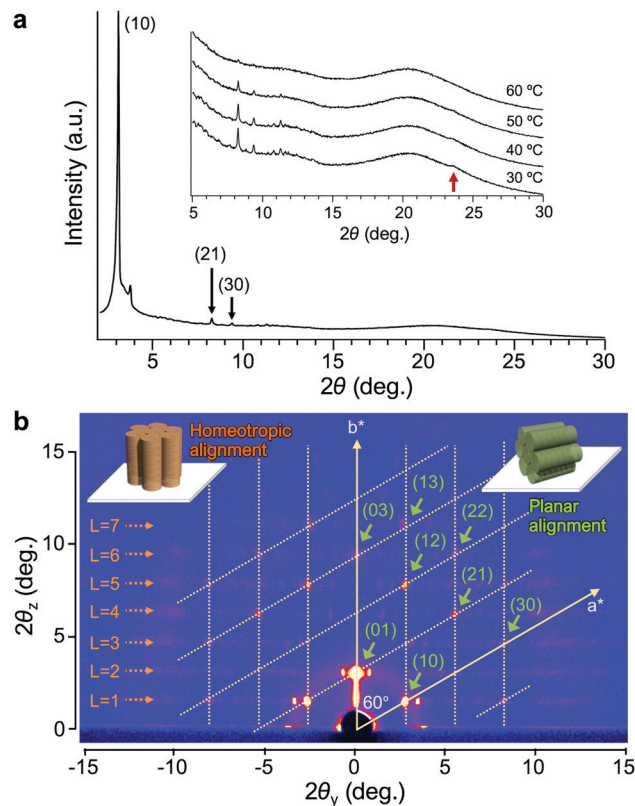 a
(10)
60 ºC
50 ºC
40 ºC
30 ºC
5 10 15 20 25 30
2θ (deg.)
(21)
(30)
Intensity (a.u.)
5 10 15 20 25 30
2θ (deg.)
b
Homeotropic
alignment
b*
Planar
alignment
15
10
5
0
2θz (deg.)
L=7
L=6
L=5
L=4
L=3
L=2
L=1
(03)
(13)
(12)
(22)
(21)
(30)
(01)
(10)
a*
60°
-15 -10 -5 0 5 10 15
2θy (deg.)